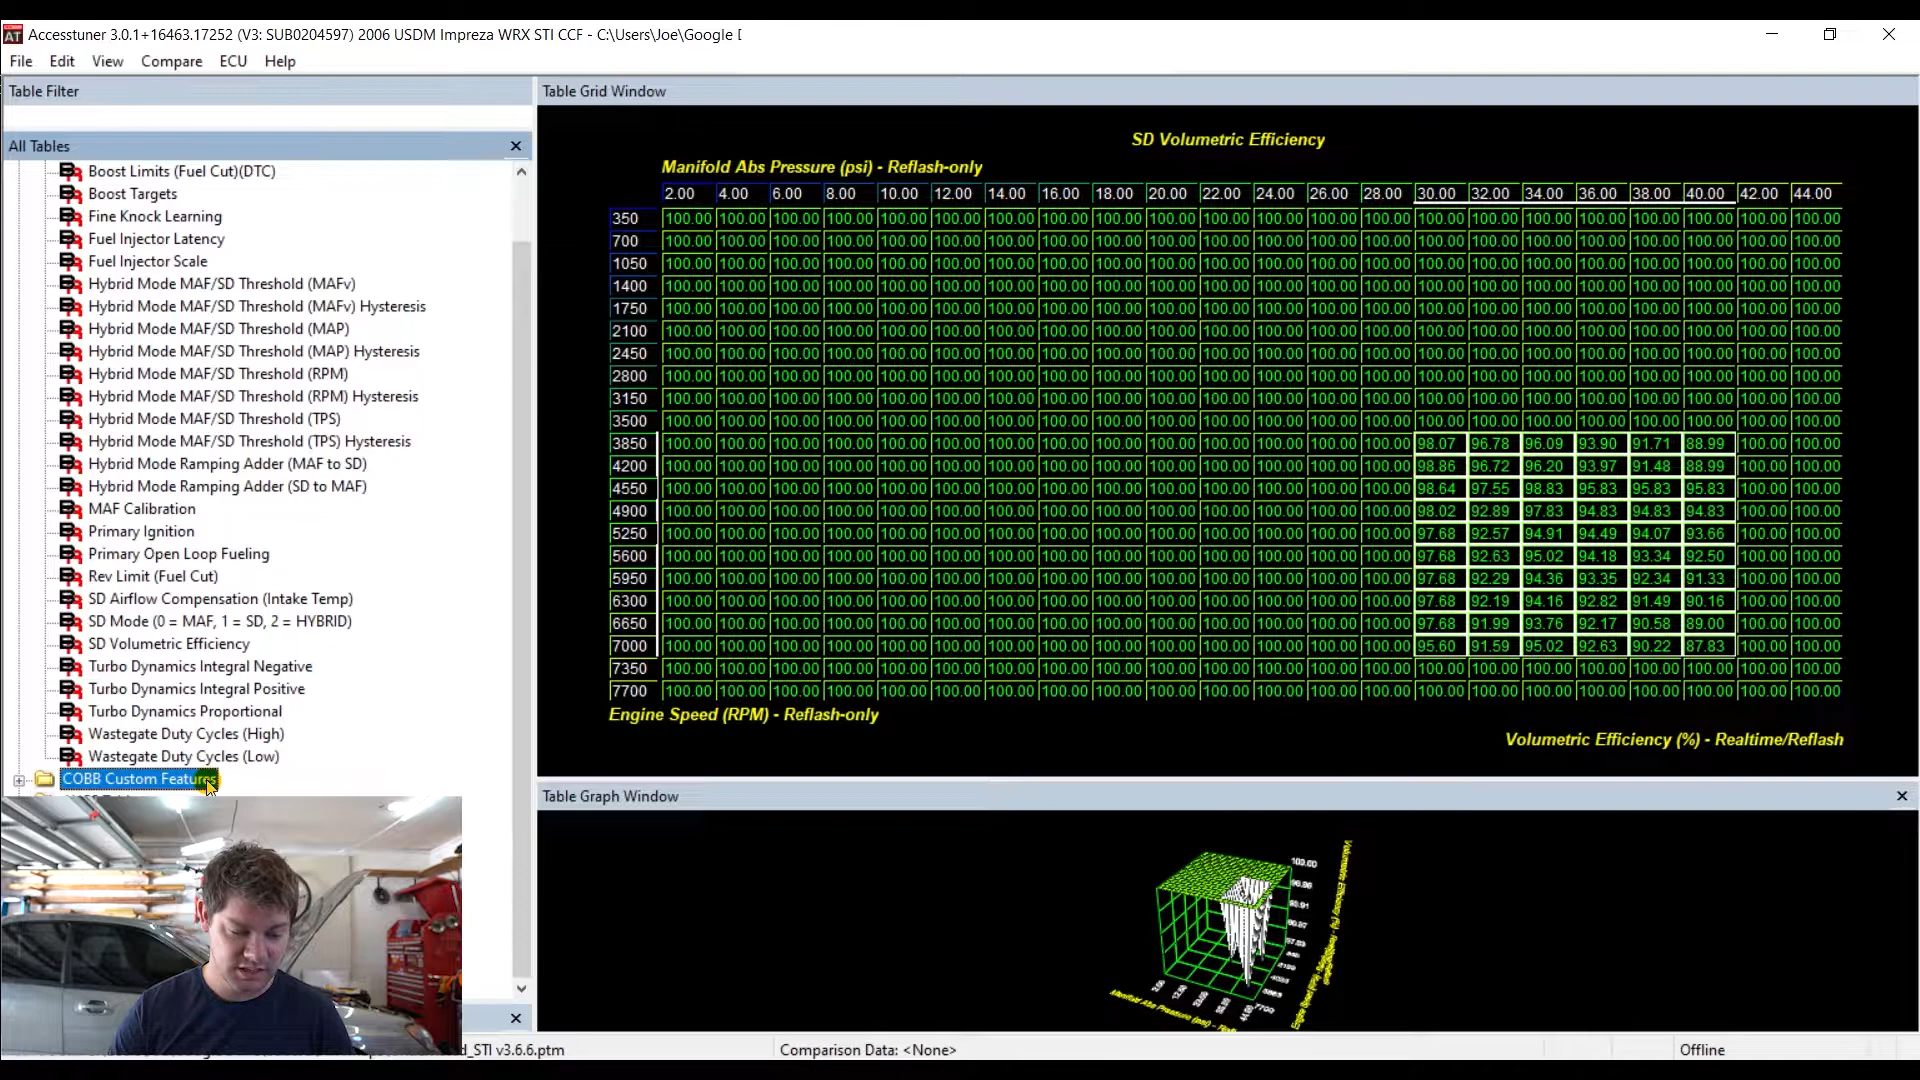 Accesstuner 3.0.1+16463.17252 (V3: SUB0204597) 2006 USDM Impreza WRX STI CCF - C:\Users\Joe\Google [
File Edit View Compare ECU Help
Table Filter
All Tables
Boost Limits (Fuel Cut)(DTC)
Boost Targets
Fine Knock Learning
Fuel Injector Latency
Fuel Injector Scale
Hybrid Mode MAF/SD Threshold (MAFv)
Hybrid Mode MAF/SD Threshold (MAFv) Hysteresis
Hybrid Mode MAF/SD Threshold (MAP)
Hybrid Mode MAF/SD Threshold (MAP) Hysteresis
Hybrid Mode MAF/SD Threshold (RPM)
Hybrid Mode MAF/SD Threshold (RPM) Hysteresis
Hybrid Mode MAF/SD Threshold (TPS)
Hybrid Mode MAF/SD Threshold (TPS) Hysteresis
Hybrid Mode Ramping Adder (MAF to SD)
Hybrid Mode Ramping Adder (SD to MAF)
MAF Calibration
Primary Ignition
Primary Open Loop Fueling
Rev Limit (Fuel Cut)
SD Airflow Compensation (Intake Temp)
SD Mode (0 = MAF, 1 = SD, 2 = HYBRID)
SD Volumetric Efficiency
Turbo Dynamics Integral Negative
Turbo Dynamics Integral Positive
Turbo Dynamics Proportional
Wastegate Duty Cycles (High)
Wastegate Duty Cycles (Low)
COBB Custom Features
Table Grid Window
SD Volumetric Efficiency
Manifold Abs Pressure (psi) - Reflash-only
2.00 4.00 6.00 8.00 10.00 12.00 14.00 16.00 18.00 20.00 22.00 24.00 26.00 28.00 30.00 32.00 34.00 36.00 38.00 40.00 42.00 44.00
350 100.00 100.00 100.00 100.00 100.00 100.00 100.00 100.00 100.00 100.00 100.00 100.00 100.00 100.00 100.00 100.00 100.00 100.00 100.00 100.00 100.00 100.00
700 100.00 100.00 100.00 100.00 100.00 100.00 100.00 100.00 100.00 100.00 100.00 100.00 100.00 100.00 100.00 100.00 100.00 100.00 100.00 100.00 100.00 100.00
1050 100.00 100.00 100.00 100.00 100.00 100.00 100.00 100.00 100.00 100.00 100.00 100.00 100.00 100.00 100.00 100.00 100.00 100.00 100.00 100.00 100.00 100.00
1400 100.00 100.00 100.00 100.00 100.00 100.00 100.00 100.00 100.00 100.00 100.00 100.00 100.00 100.00 100.00 100.00 100.00 100.00 100.00 100.00 100.00 100.00
1750 100.00 100.00 100.00 100.00 100.00 100.00 100.00 100.00 100.00 100.00 100.00 100.00 100.00 100.00 100.00 100.00 100.00 100.00 100.00 100.00 100.00 100.00
2100 100.00 100.00 100.00 100.00 100.00 100.00 100.00 100.00 100.00 100.00 100.00 100.00 100.00 100.00 100.00 100.00 100.00 100.00 100.00 100.00 100.00 100.00
2450 100.00 100.00 100.00 100.00 100.00 100.00 100.00 100.00 100.00 100.00 100.00 100.00 100.00 100.00 100.00 100.00 100.00 100.00 100.00 100.00 100.00 100.00
2800 100.00 100.00 100.00 100.00 100.00 100.00 100.00 100.00 100.00 100.00 100.00 100.00 100.00 100.00 100.00 100.00 100.00 100.00 100.00 100.00 100.00 100.00
3150 100.00 100.00 100.00 100.00 100.00 100.00 100.00 100.00 100.00 100.00 100.00 100.00 100.00 100.00 100.00 100.00 100.00 100.00 100.00 100.00 100.00 100.00
3500 100.00 100.00 100.00 100.00 100.00 100.00 100.00 100.00 100.00 100.00 100.00 100.00 100.00 100.00 100.00 100.00 100.00 100.00 100.00 100.00 100.00 100.00
3850 100.00 100.00 100.00 100.00 100.00 100.00 100.00 100.00 100.00 100.00 100.00 100.00 100.00 100.00 98.07 96.78 96.09 93.90 91.71 88.99 100.00 100.00
4200 100.00 100.00 100.00 100.00 100.00 100.00 100.00 100.00 100.00 100.00 100.00 100.00 100.00 100.00 98.86 96.72 96.20 93.97 91.48 88.99 100.00 100.00
4550 100.00 100.00 100.00 100.00 100.00 100.00 100.00 100.00 100.00 100.00 100.00 100.00 100.00 100.00 98.64 97.55 98.83 95.83 95.83 95.83 100.00 100.00
4900 100.00 100.00 100.00 100.00 100.00 100.00 100.00 100.00 100.00 100.00 100.00 100.00 100.00 100.00 98.02 92.89 97.83 94.83 94.83 94.83 100.00 100.00
5250 100.00 100.00 100.00 100.00 100.00 100.00 100.00 100.00 100.00 100.00 100.00 100.00 100.00 100.00 97.68 92.57 94.91 94.49 94.07 93.66 100.00 100.00
5600 100.00 100.00 100.00 100.00 100.00 100.00 100.00 100.00 100.00 100.00 100.00 100.00 100.00 100.00 97.68 92.63 95.02 94.18 93.34 92.50 100.00 100.00
5950 100.00 100.00 100.00 100.00 100.00 100.00 100.00 100.00 100.00 100.00 100.00 100.00 100.00 100.00 97.68 92.29 94.36 93.35 92.34 91.33 100.00 100.00
6300 100.00 100.00 100.00 100.00 100.00 100.00 100.00 100.00 100.00 100.00 100.00 100.00 100.00 100.00 97.68 92.19 94.16 92.82 91.49 90.16 100.00 100.00
6650 100.00 100.00 100.00 100.00 100.00 100.00 100.00 100.00 100.00 100.00 100.00 100.00 100.00 100.00 97.68 91.99 93.76 92.17 90.58 89.00 100.00 100.00
7000 100.00 100.00 100.00 100.00 100.00 100.00 100.00 100.00 100.00 100.00 100.00 100.00 100.00 100.00 95.60 91.59 95.02 92.63 90.22 87.83 100.00 100.00
7350 100.00 100.00 100.00 100.00 100.00 100.00 100.00 100.00 100.00 100.00 100.00 100.00 100.00 100.00 100.00 100.00 100.00 100.00 100.00 100.00 100.00 100.00
7700 100.00 100.00 100.00 100.00 100.00 100.00 100.00 100.00 100.00 100.00 100.00 100.00 100.00 100.00 100.00 100.00 100.00 100.00 100.00 100.00 100.00 100.00
Engine Speed (RPM) - Reflash-only
Volumetric Efficiency (%) - Realtime/Reflash
Table Graph Window
d_STI v3.6.6.ptm
Comparison Data: <None>
Offline